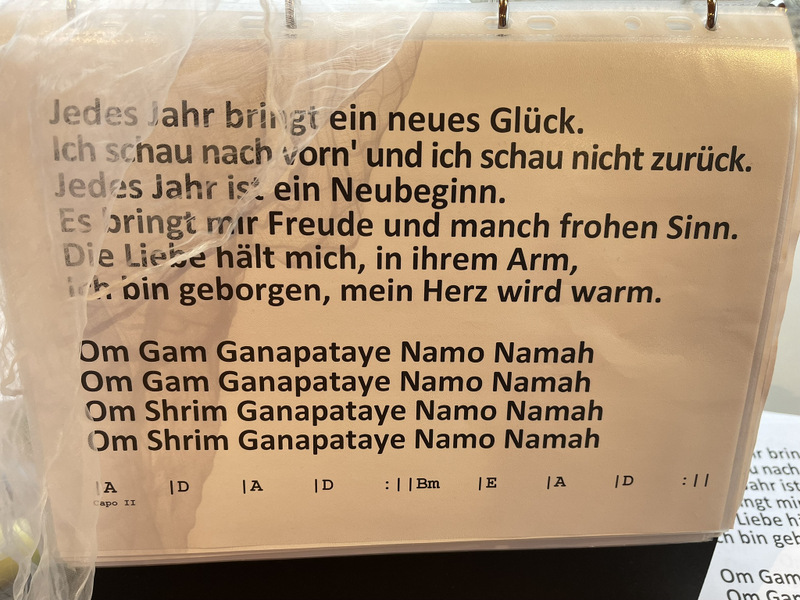 Jedes Jahr bringt ein neues Glück.
Ich schau nach vorn' und ich schau nicht zurück.
Jedes Jahr ist ein Neubeginn.
Es bringt mir Freude und manch frohen Sinn.
Die Liebe hält mich, in ihrem Arm,
ich bin geborgen, mein Herz wird warm.
Om Gam Ganapataye Namo Namah
Om Gam Ganapataye Namo Namah
Om Shrim Ganapataye Namo Namah
Om Shrim Ganapataye Namo Namah
|A |D |A |D :||Bm |E |A |D :||
Capo II
Liebe
bin
Om Gam
Om